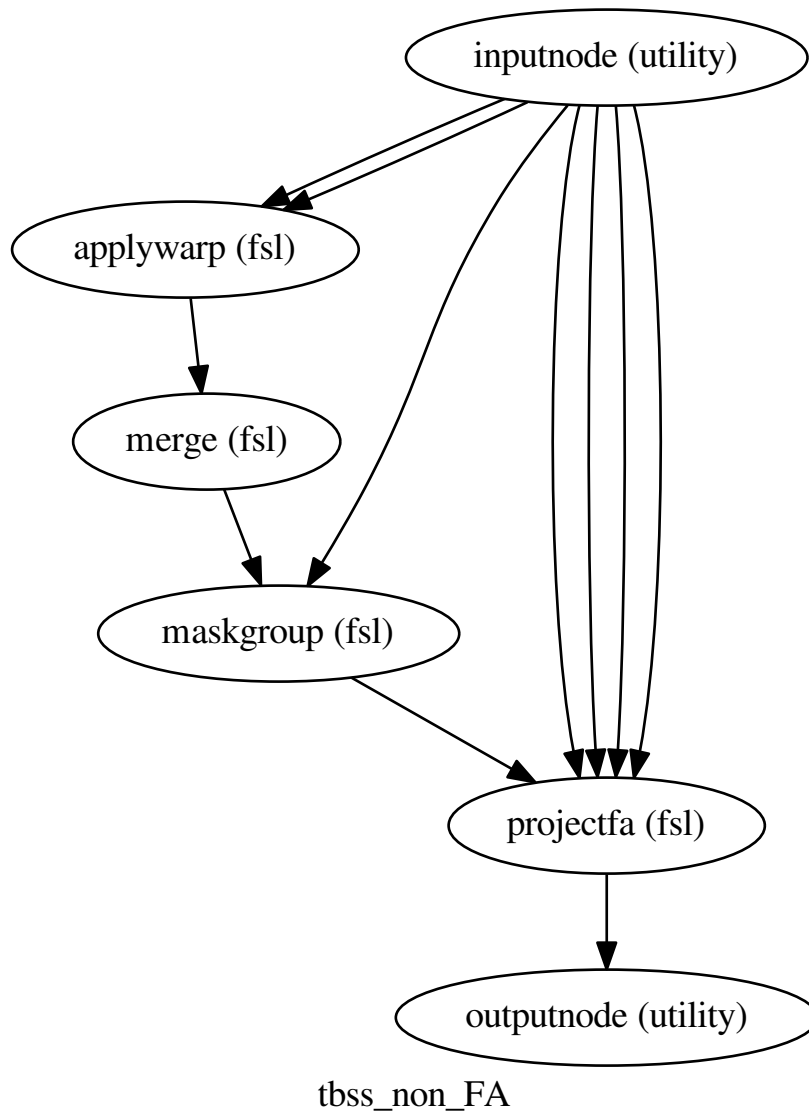 inputnode (utility)
applywarp (fsl)
merge (fsl)
maskgroup (fsl)
projectfa (fsl)
outputnode (utility)
tbss_non_FA